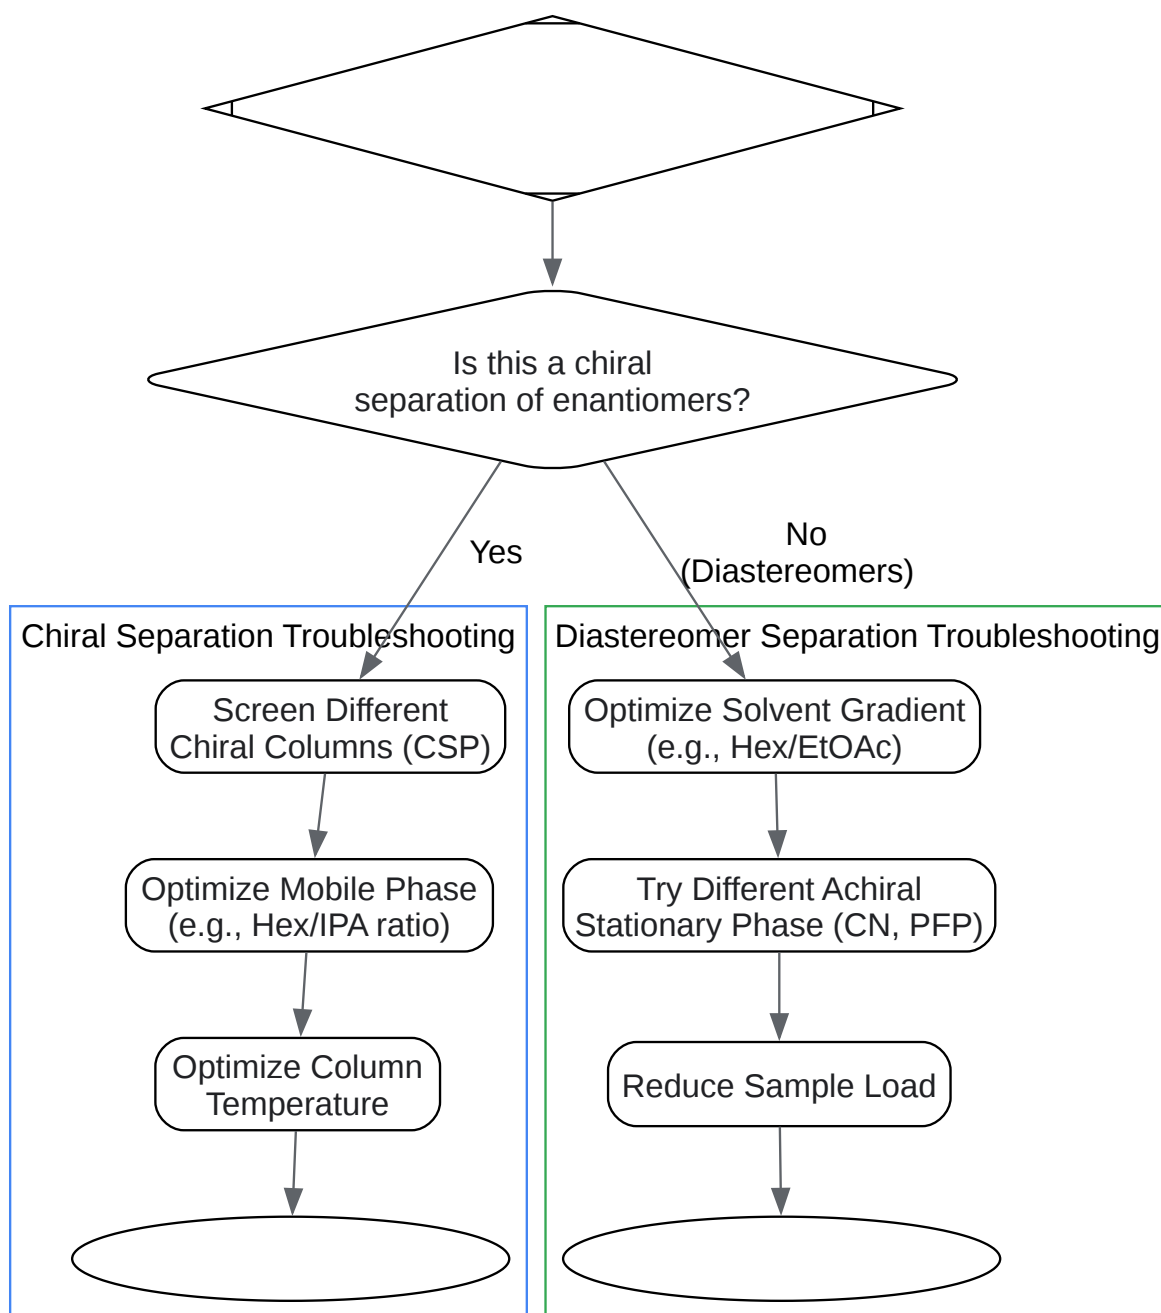 Is this a chiral
separation of enantiomers?
Yes
No
(Diastereomers)
Chiral Separation Troubleshooting
Screen Different
Chiral Columns (CSP)
Optimize Mobile Phase
(e.g., Hex/IPA ratio)
Optimize Column
Temperature
Diastereomer Separation Troubleshooting
Optimize Solvent Gradient
(e.g., Hex/EtOAc)
Try Different Achiral
Stationary Phase (CN, PFP)
Reduce Sample Load